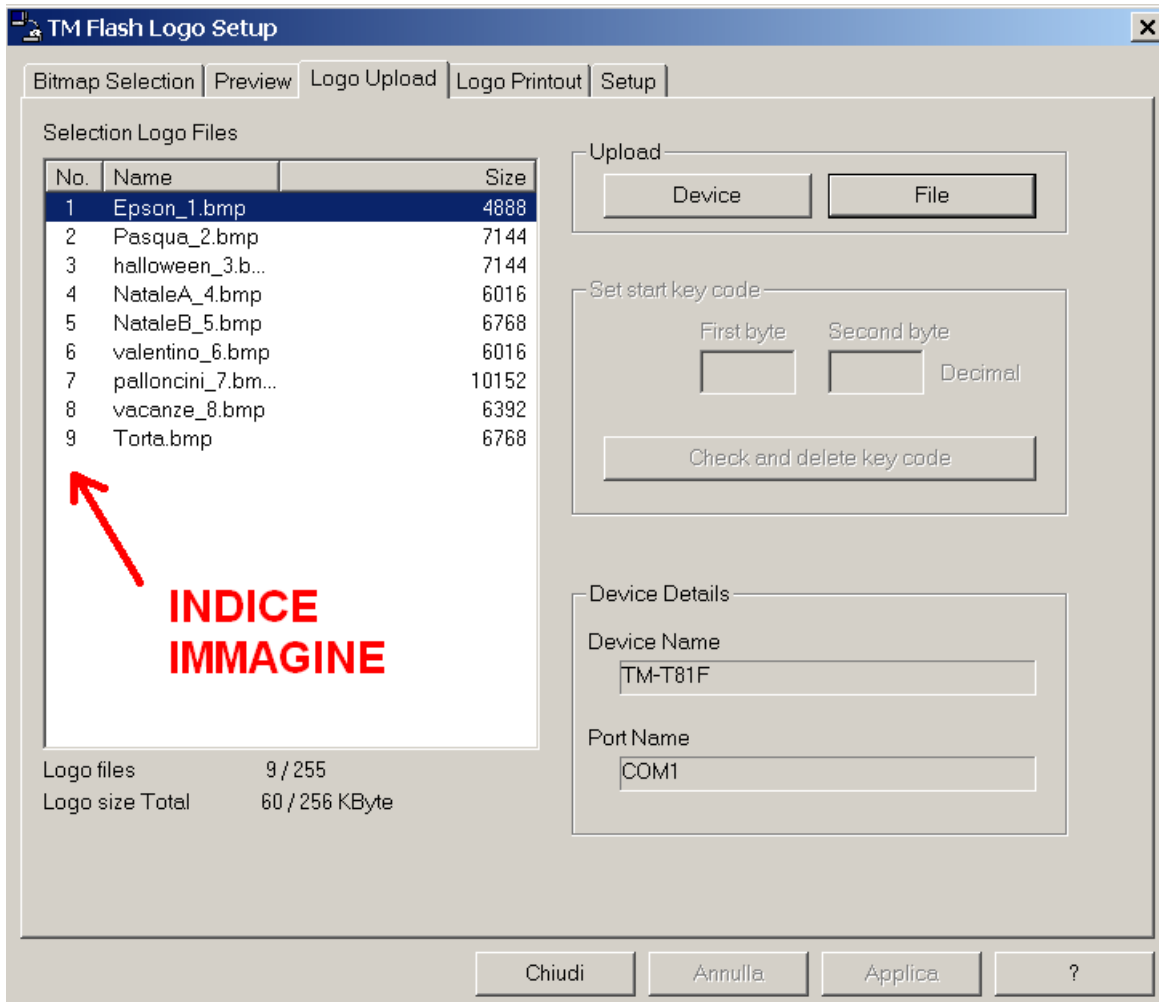 TM Flash Logo Setup
Bitmap Selection Preview Logo Upload Logo Printout Setup
Selection Logo Files
No. Name Size
1 Epson_1.bmp 4888
2 Pasqua_2.bmp 7144
3 halloween_3.b... 7144
4 NataleA_4.bmp 6016
5 NataleB_5.bmp 6768
6 valentino_6.bmp 6016
7 palloncini_7.bm... 10152
8 vacanze_8.bmp 6392
9 Torta.bmp 6768
INDICE
IMMAGINE
Logo files 9 / 255
Logo size Total 60 / 256 KByte
Upload
Device File
Set start key code
First byte Second byte
Decimal
Check and delete key code
Device Details
Device Name
TM-T81F
Port Name
COM1
Chiudi Annulla Applica ?